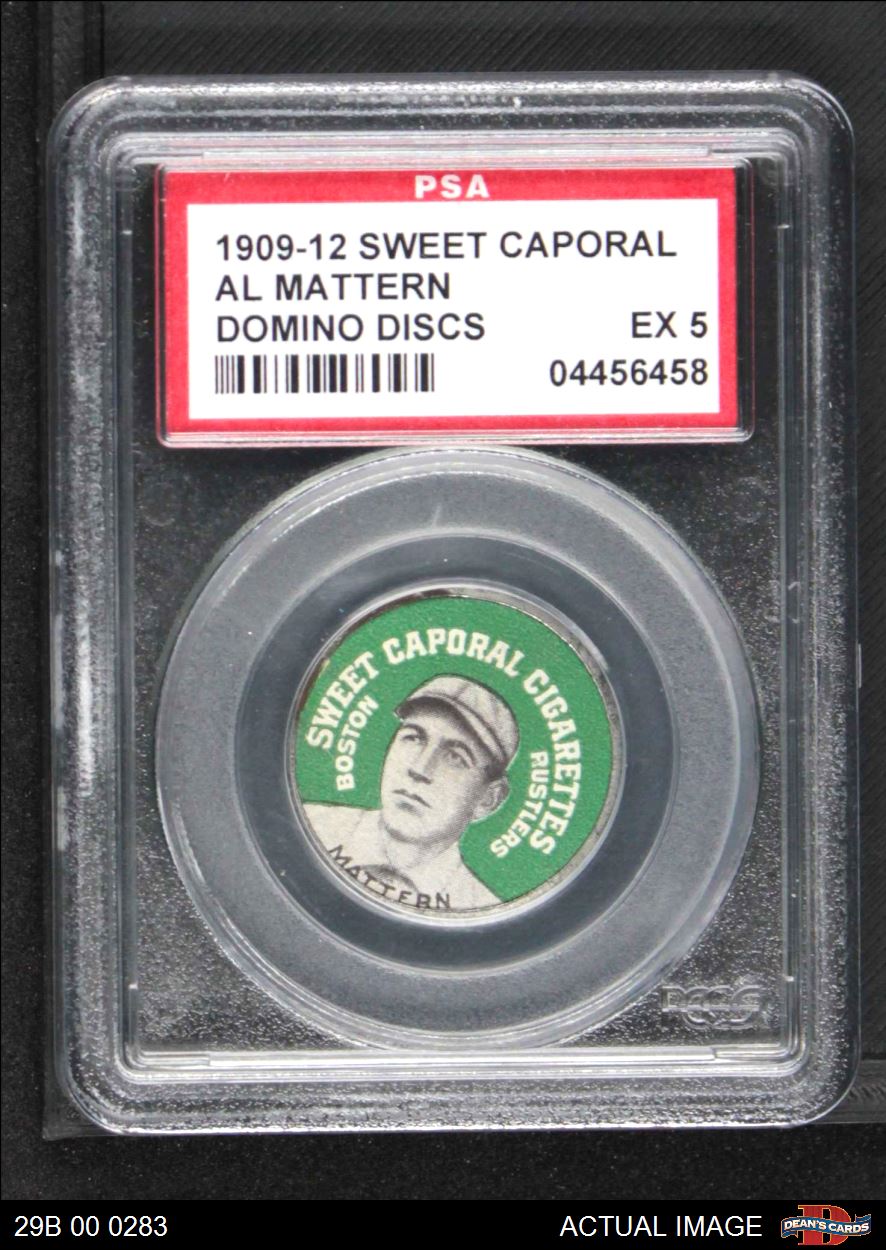 PSA
1909-12 SWEET CAPORAL
AL MATTERN
DOMINO DISCS EX 5
04456458
SWEET CAPORAL CIGARETTES
BOSTON
RUSTLERS
MATTERN
29B 00 0283
ACTUAL IMAGE
DEAN'S CARDS